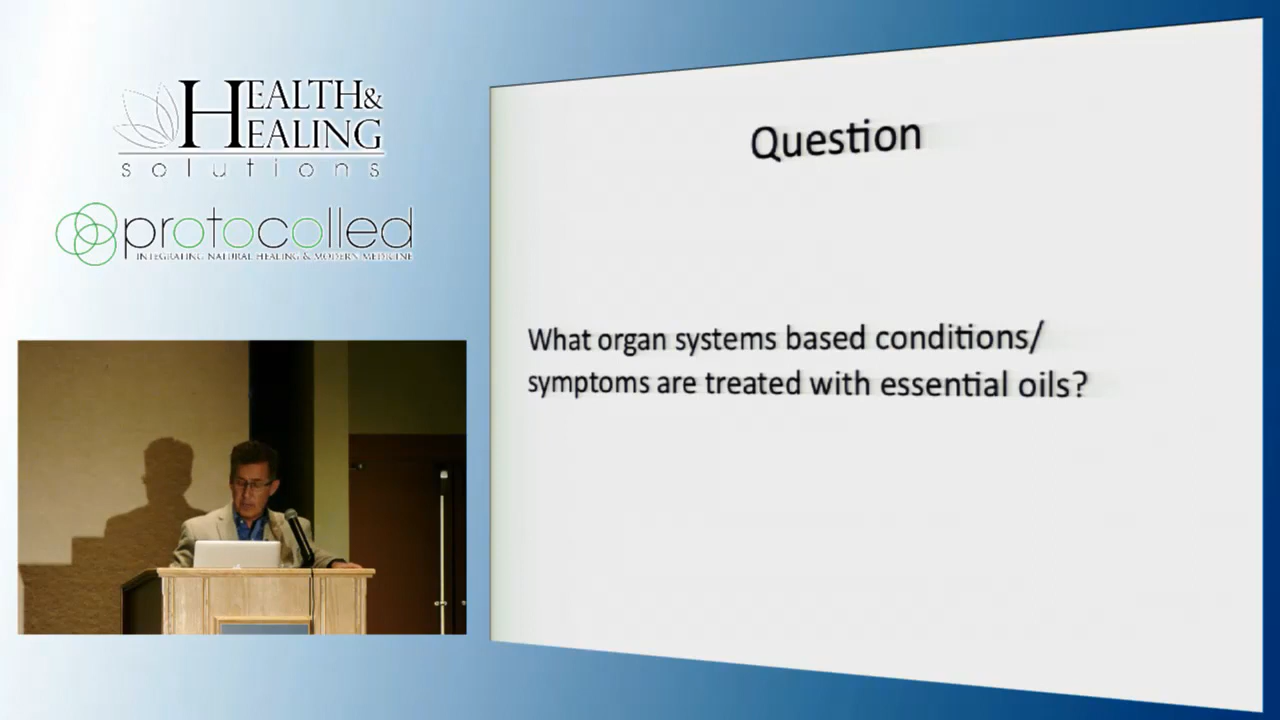 HEALTH&
HEALING
solutions
protocolled
INTEGRATING NATURAL HEALING & MODERN MEDICINE
Question
What organ systems based conditions/
symptoms are treated with essential oils?